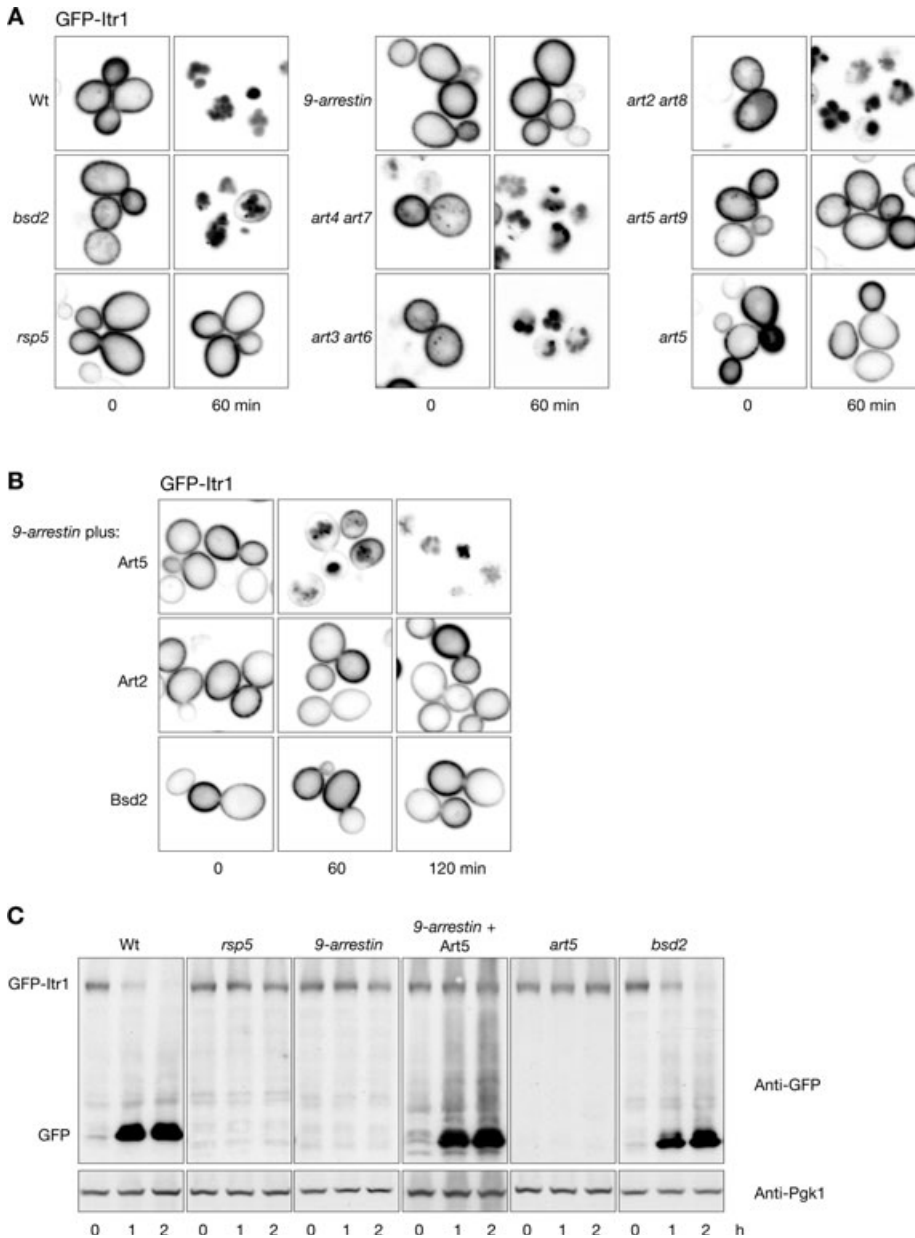 A
GFP-Itr1
Wt
9-arrestin
art2 art8
bsd2
art4 art7
art5 art9
rsp5
art3 art6
art5
0 60 min 0 60 min 0 60 min
B
GFP-Itr1
9-arrestin plus:
Art5
Art2
Bsd2
0 60 120 min
C
9-arrestin +
Wt rsp5 9-arrestin Art5 art5 bsd2
GFP-Itr1
Anti-GFP
GFP
Anti-Pgk1
0 1 2 0 1 2 0 1 2 0 1 2 0 1 2 0 1 2 h